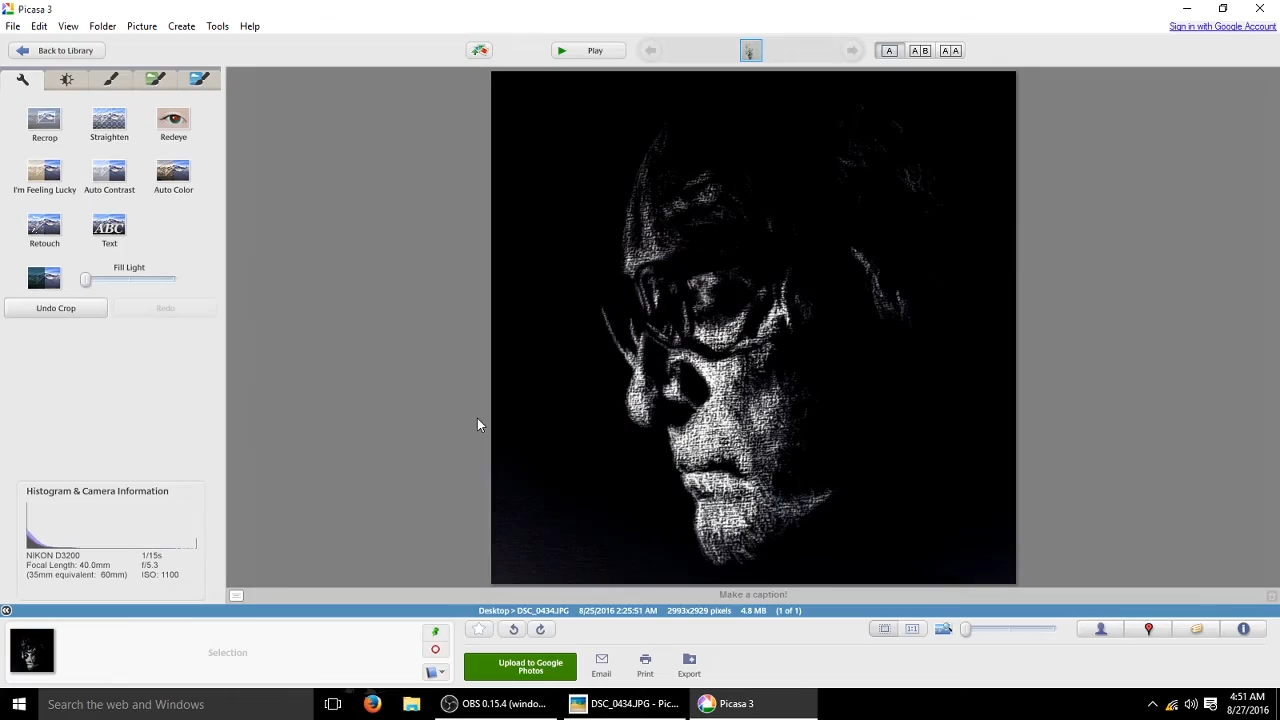 Picasa 3
File Edit View Folder Picture Create Tools Help
Sign in with Google Account
Back to Library
Play
A
A B
A A
Recrop
Straighten
Redeye
I'm Feeling Lucky
Auto Contrast
Auto Color
ABC
Retouch
Text
Fill Light
Undo Crop
Redo
Histogram & Camera Information
NIKON D3200 1/15s
Focal Length: 40.0mm f/5.3
(35mm equivalent: 60mm) ISO: 1100
Make a caption!
Desktop > DSC_0434.JPG 8/25/2016 2:25:51 AM 2993x2929 pixels 4.8 MB (1 of 1)
1:1
Selection
Upload to Google
Photos
Email
Print
Export
Search the web and Windows
OBS 0.15.4 (windo...
DSC_0434.JPG - Pic...
Picasa 3
4:51 AM
8/27/2016